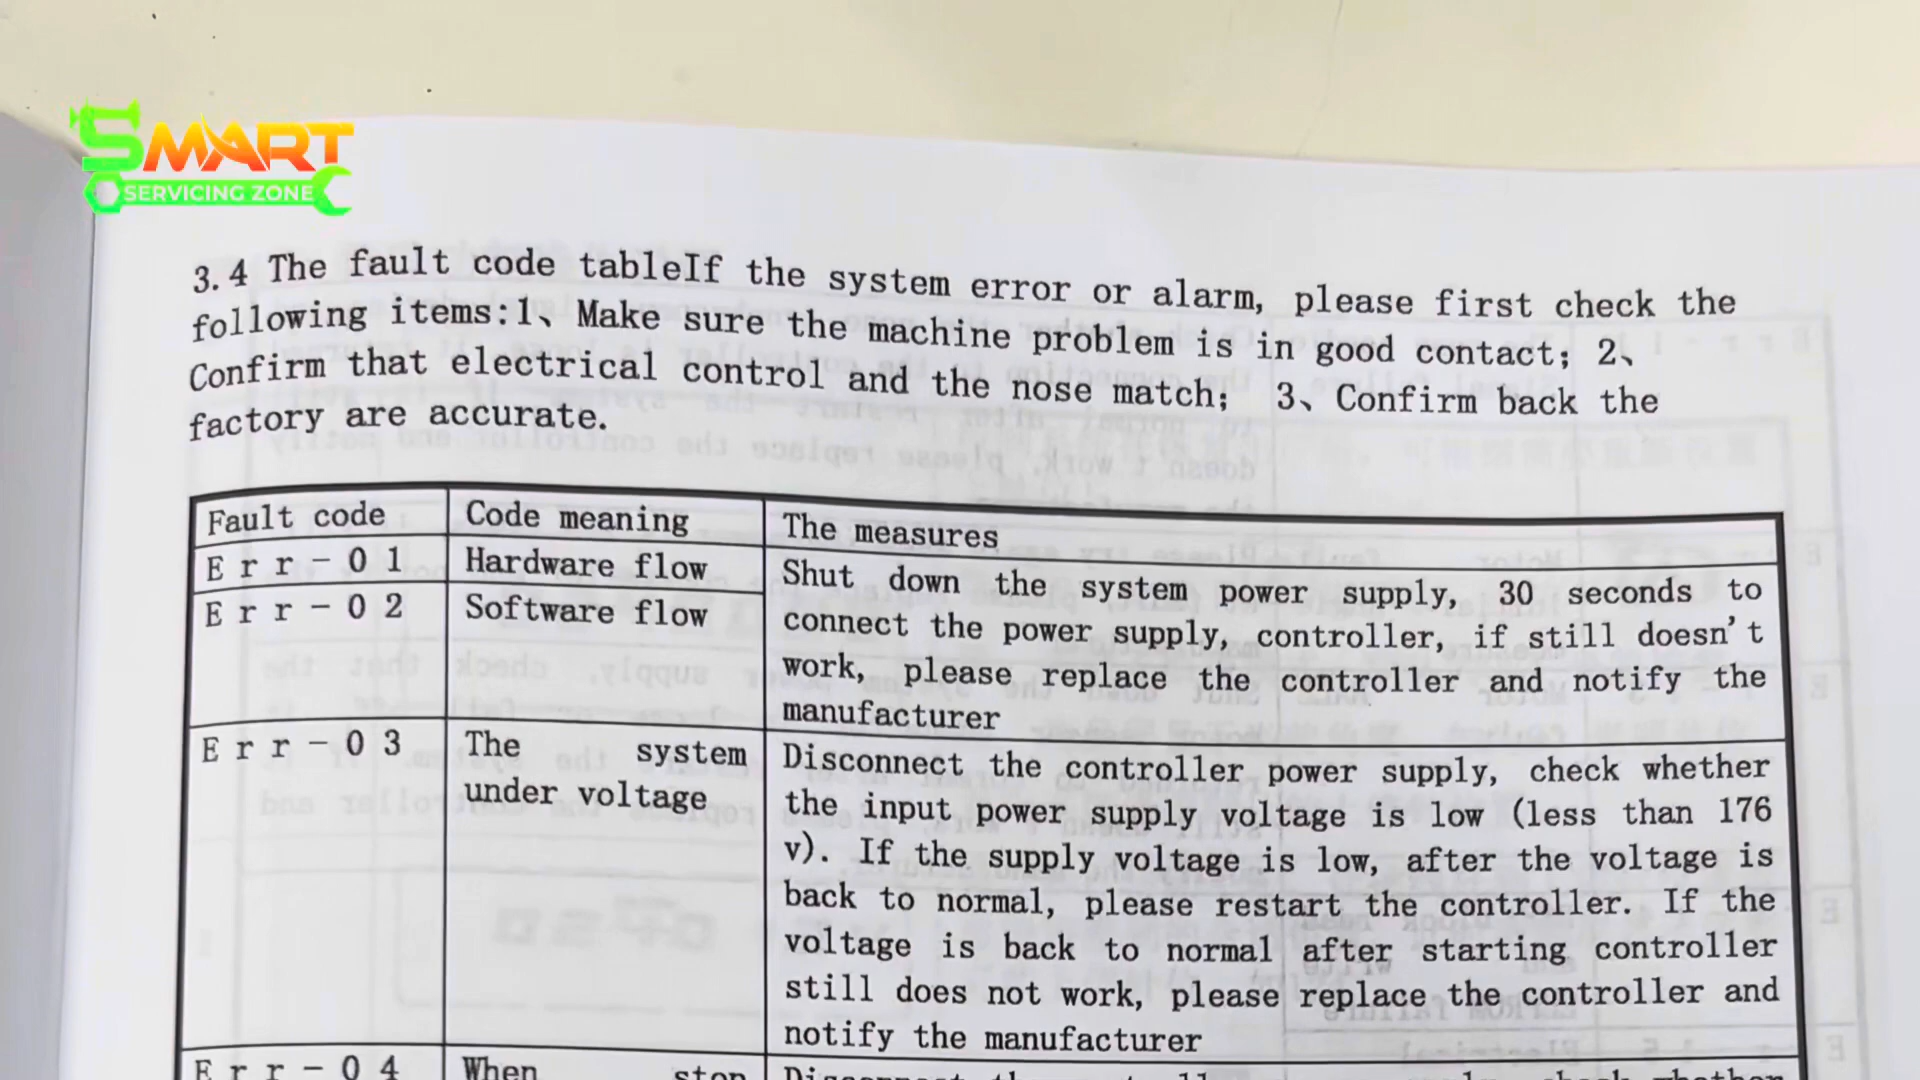 SMART
SERVICING ZONE
3.4 The fault code tableIf the system error or alarm, please first check the
following items:1、Make sure the machine problem is in good contact; 2、
Confirm that electrical control and the nose match; 3、Confirm back the
factory are accurate.
Fault code
Code meaning
The measures
Err-01
Hardware flow
Err-02
Software flow
Shut down the system power supply, 30 seconds to
connect the power supply, controller, if still doesn't
work, please replace the controller and notify the
manufacturer
Err-03
The system
under voltage
Disconnect the controller power supply, check whether
the input power supply voltage is low (less than 176
v). If the supply voltage is low, after the voltage is
back to normal, please restart the controller. If the
voltage is back to normal after starting controller
still does not work, please replace the controller and
notify the manufacturer
Err-04
When stop